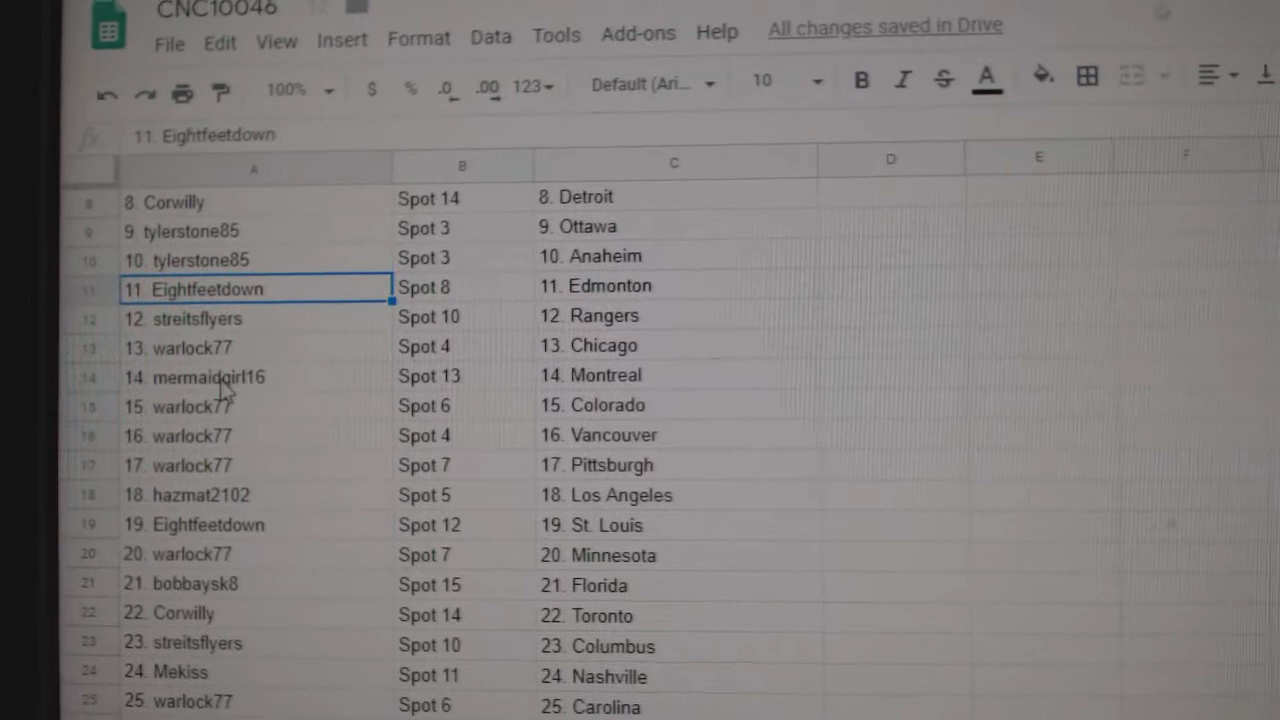 CNC10046
File Edit View Insert Format Data Tools Add-ons Help All changes saved in Drive
100% $ % .0 .00 123 Default (Ari... 10 B I S A
fx 11. Eightfeetdown
A B C D E F
8 8. Corwilly Spot 14 8. Detroit
9 9. tylerstone85 Spot 3 9. Ottawa
10 10. tylerstone85 Spot 3 10. Anaheim
11 11. Eightfeetdown Spot 8 11. Edmonton
12 12. streitsflyers Spot 10 12. Rangers
13 13. warlock77 Spot 4 13. Chicago
14 14. mermaidgirl16 Spot 13 14. Montreal
15 15. warlock77 Spot 6 15. Colorado
16 16. warlock77 Spot 4 16. Vancouver
17 17. warlock77 Spot 7 17. Pittsburgh
18 18. hazmat2102 Spot 5 18. Los Angeles
19 19. Eightfeetdown Spot 12 19. St. Louis
20 20. warlock77 Spot 7 20. Minnesota
21 21. bobbaysk8 Spot 15 21. Florida
22 22. Corwilly Spot 14 22. Toronto
23 23. streitsflyers Spot 10 23. Columbus
24 24. Mekiss Spot 11 24. Nashville
25 25. warlock77 Spot 6 25. Carolina